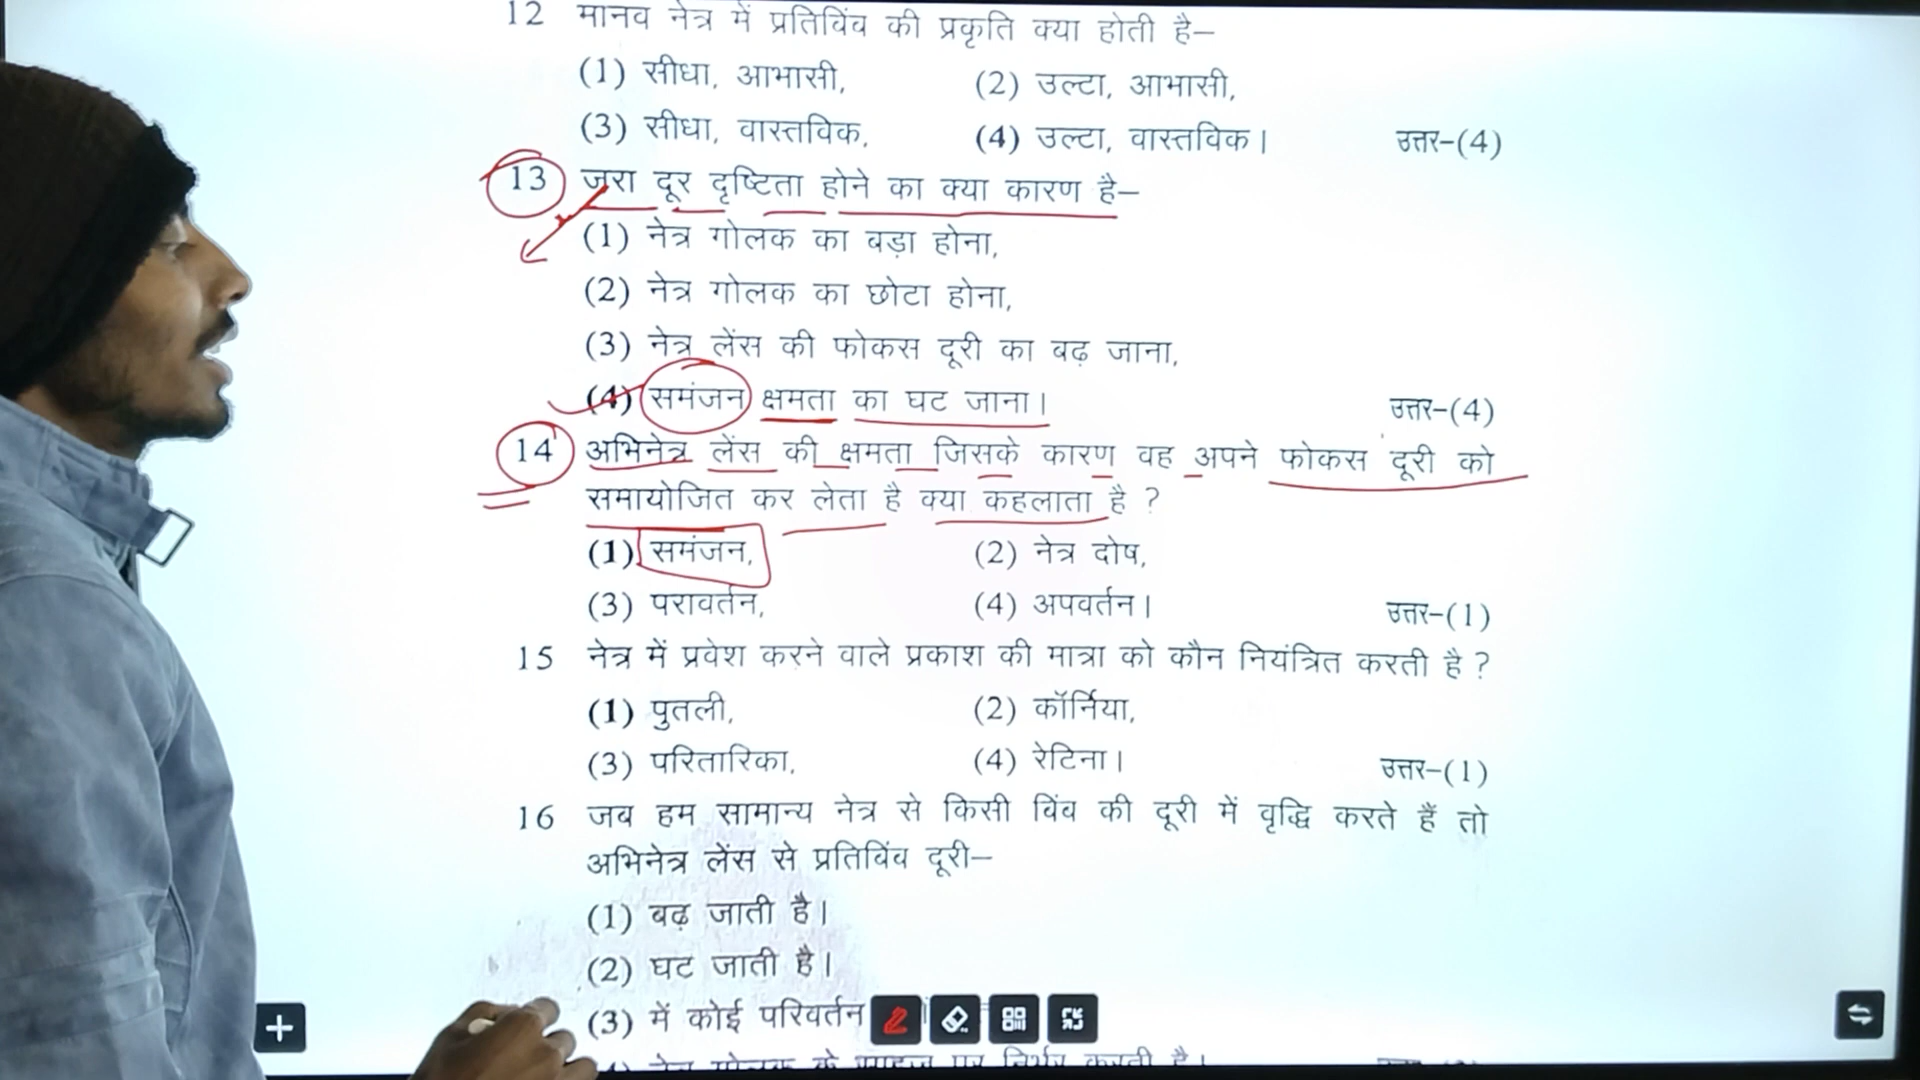 12 मानव नेत्र में प्रतिविंव की प्रकृति क्या होती है–
(1) सीधा, आभासी, (2) उल्टा, आभासी,
(3) सीधा, वास्तविक, (4) उल्टा, वास्तविक। उत्तर–(4)
13 जरा दूर दृष्टिता होने का क्या कारण है–
(1) नेत्र गोलक का बड़ा होना,
(2) नेत्र गोलक का छोटा होना,
(3) नेत्र लेंस की फोकस दूरी का बढ़ जाना,
(4) समंजन क्षमता का घट जाना। उत्तर–(4)
14 अभिनेत्र लेंस की क्षमता जिसके कारण वह अपने फोकस दूरी को
समायोजित कर लेता है क्या कहलाता है ?
(1) समंजन, (2) नेत्र दोष,
(3) परावर्तन, (4) अपवर्तन। उत्तर–(1)
15 नेत्र में प्रवेश करने वाले प्रकाश की मात्रा को कौन नियंत्रित करती है ?
(1) पुतली, (2) कॉर्निया,
(3) परितारिका, (4) रेटिना। उत्तर–(1)
16 जब हम सामान्य नेत्र से किसी विंव की दूरी में वृद्धि करते हैं तो
अभिनेत्र लेंस से प्रतिविंव दूरी–
(1) बढ़ जाती है।
(2) घट जाती है।
(3) में कोई परिवर्तन